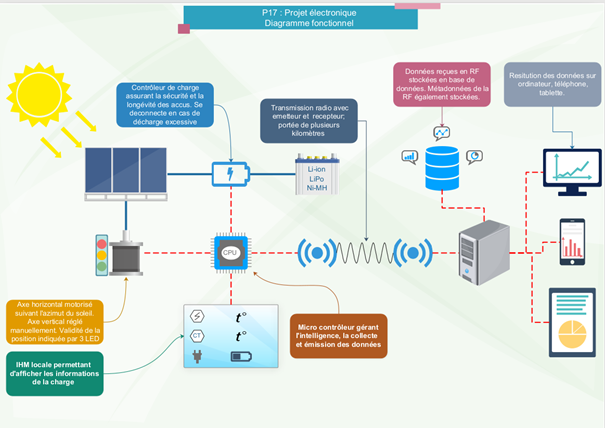 P17 : Projet électronique
Diagramme fonctionnel
Contrôleur de charge
assurant la sécurité et la
longévité des accus. Se
deconnecte en cas de
décharge excessive
Transmission radio avec
emetteur et recepteur;
portée de plusieurs
kilomètres
Données reçues en RF
stockées en base de
données. Métadonnées de la
RF également stockées.
Resitution des données sur
ordinateur, téléphone,
tablette.
Li-ion
LiPo
Ni-MH
CPU
Axe horizontal motorisé
suivant l'azimut du soleil.
Axe vertical réglé
manuellement. Validité de la
position indiquée par 3 LED
t°
CT
t°
Micro contrôleur gérant
l'intelligence, la collecte
et émission des données
IHM locale permettant
d'afficher les informations
de la charge